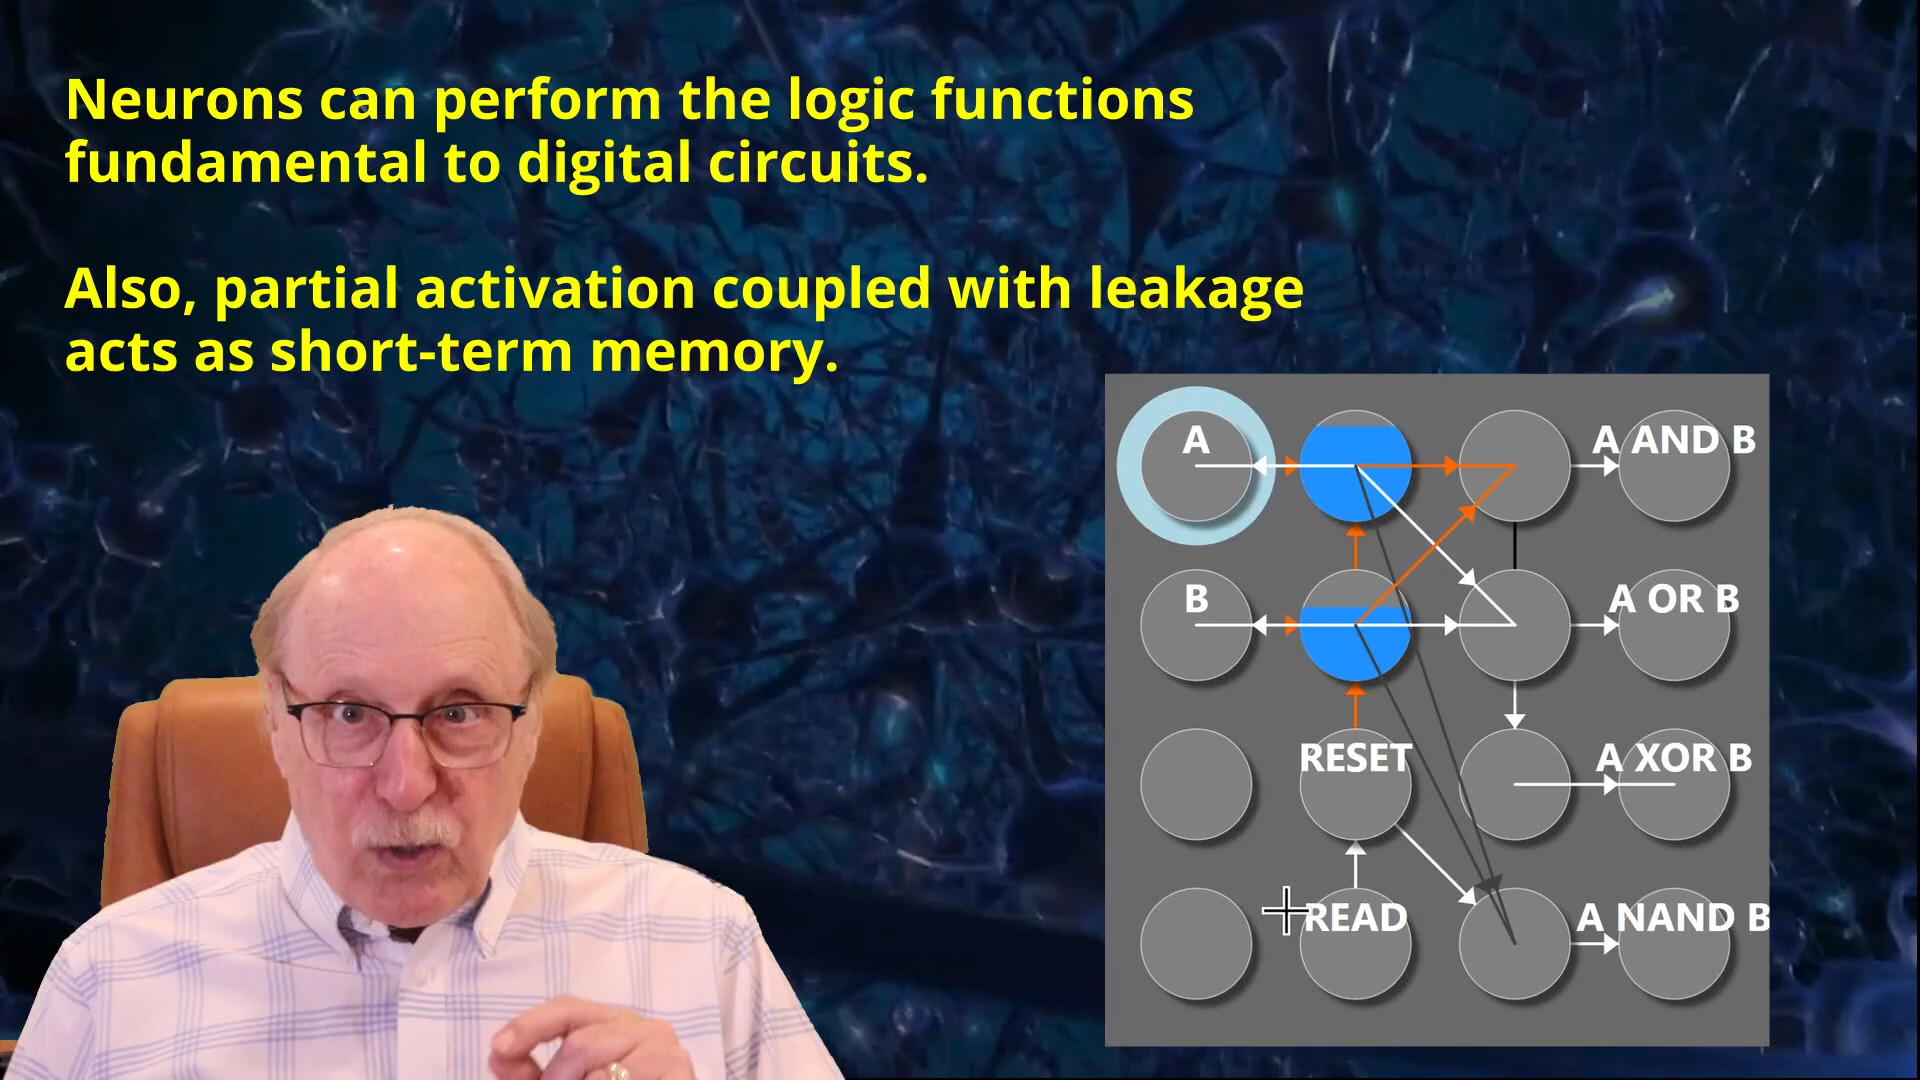 Neurons can perform the logic functions
fundamental to digital circuits.
Also, partial activation coupled with leakage
acts as short-term memory.
A
A AND B
B
A OR B
RESET
A XOR B
READ
A NAND B